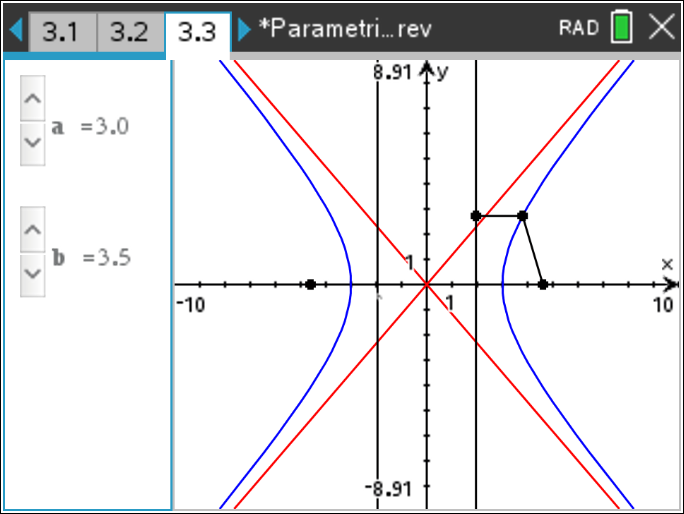 3.1 3.2 3.3 *Parametri...rev RAD
a =3.0
b =3.5
8.91 y
1
x
-10 1 10
-8.91